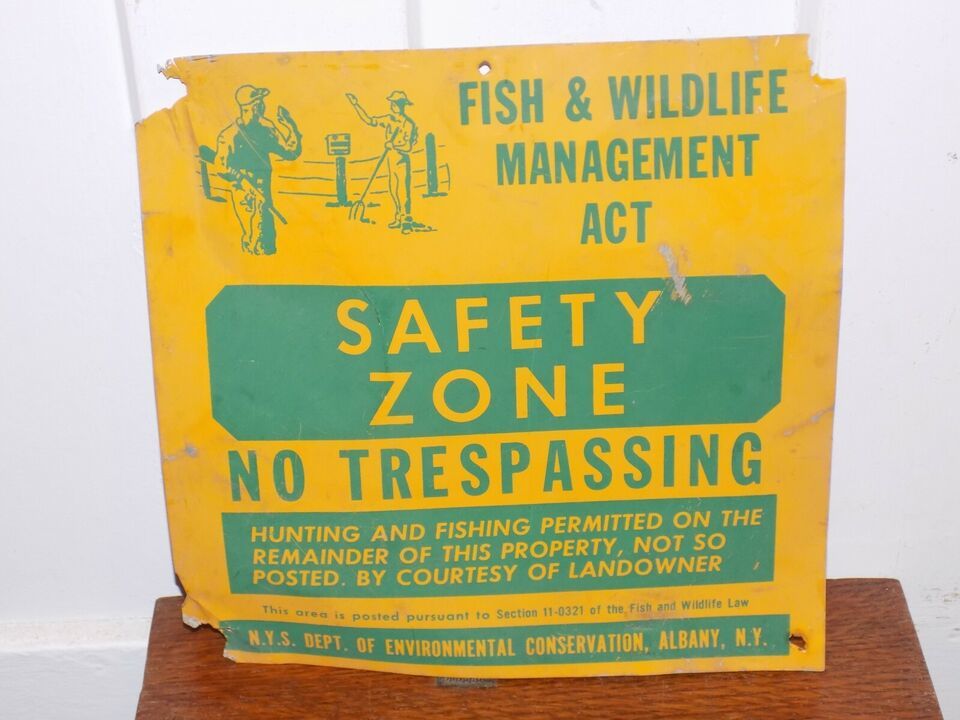 FISH & WILDLIFE
MANAGEMENT
ACT
SAFETY
ZONE
NO TRESPASSING
HUNTING AND FISHING PERMITTED ON THE
REMAINDER OF THIS PROPERTY, NOT SO
POSTED. BY COURTESY OF LANDOWNER
This area is posted pursuant to Section 11-0321 of the Fish and Wildlife Law
N.Y.S. DEPT. OF ENVIRONMENTAL CONSERVATION, ALBANY, N.Y.